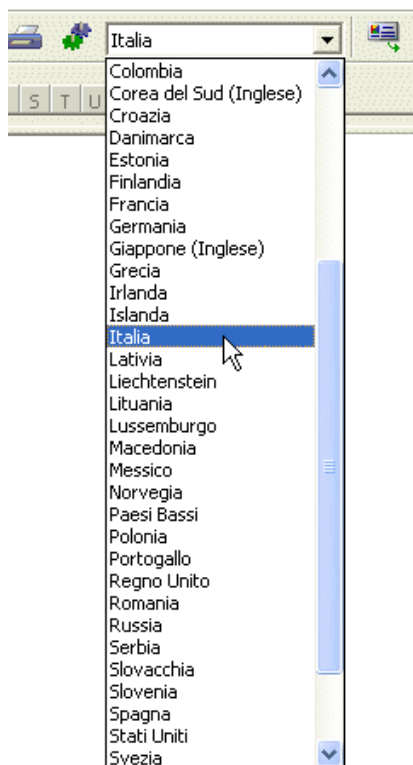 Italia
S T U
Colombia
Corea del Sud (Inglese)
Croazia
Danimarca
Estonia
Finlandia
Francia
Germania
Giappone (Inglese)
Grecia
Irlanda
Islanda
Italia
Lativia
Liechtenstein
Lituania
Lussemburgo
Macedonia
Messico
Norvegia
Paesi Bassi
Polonia
Portogallo
Regno Unito
Romania
Russia
Serbia
Slovacchia
Slovenia
Spagna
Stati Uniti
Svezia